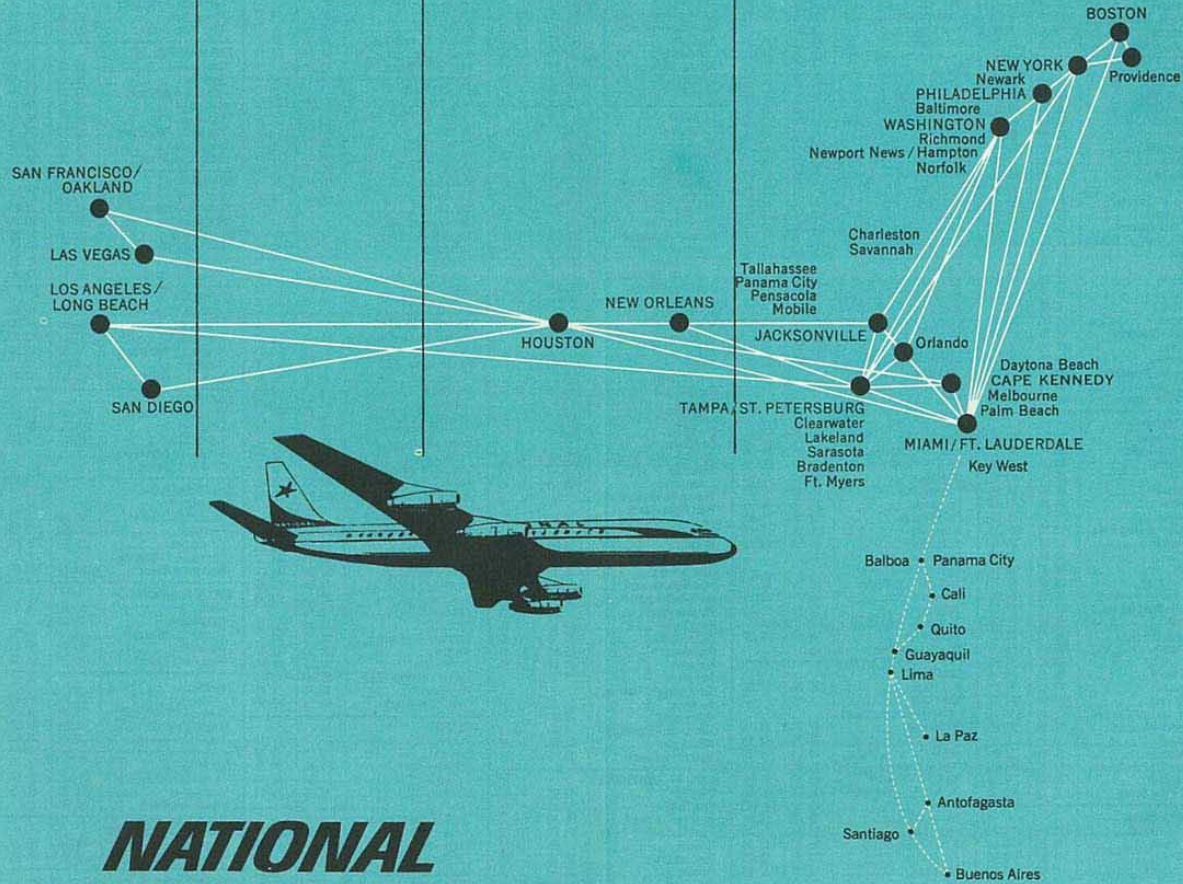 BOSTON
NEW YORK
Newark
Providence
PHILADELPHIA
Baltimore
WASHINGTON
Richmond
Newport News / Hampton
Norfolk
SAN FRANCISCO/
OAKLAND
LAS VEGAS
LOS ANGELES/
LONG BEACH
SAN DIEGO
HOUSTON
NEW ORLEANS
Charleston
Savannah
Tallahassee
Panama City
Pensacola
Mobile
JACKSONVILLE
Orlando
Daytona Beach
CAPE KENNEDY
Melbourne
Palm Beach
TAMPA/ST. PETERSBURG
Clearwater
Lakeland
Sarasota
Bradenton
Ft. Myers
MIAMI/FT. LAUDERDALE
Key West
Balboa
Panama City
Cali
Quito
Guayaquil
Lima
La Paz
Antofagasta
Santiago
Buenos Aires
NATIONAL